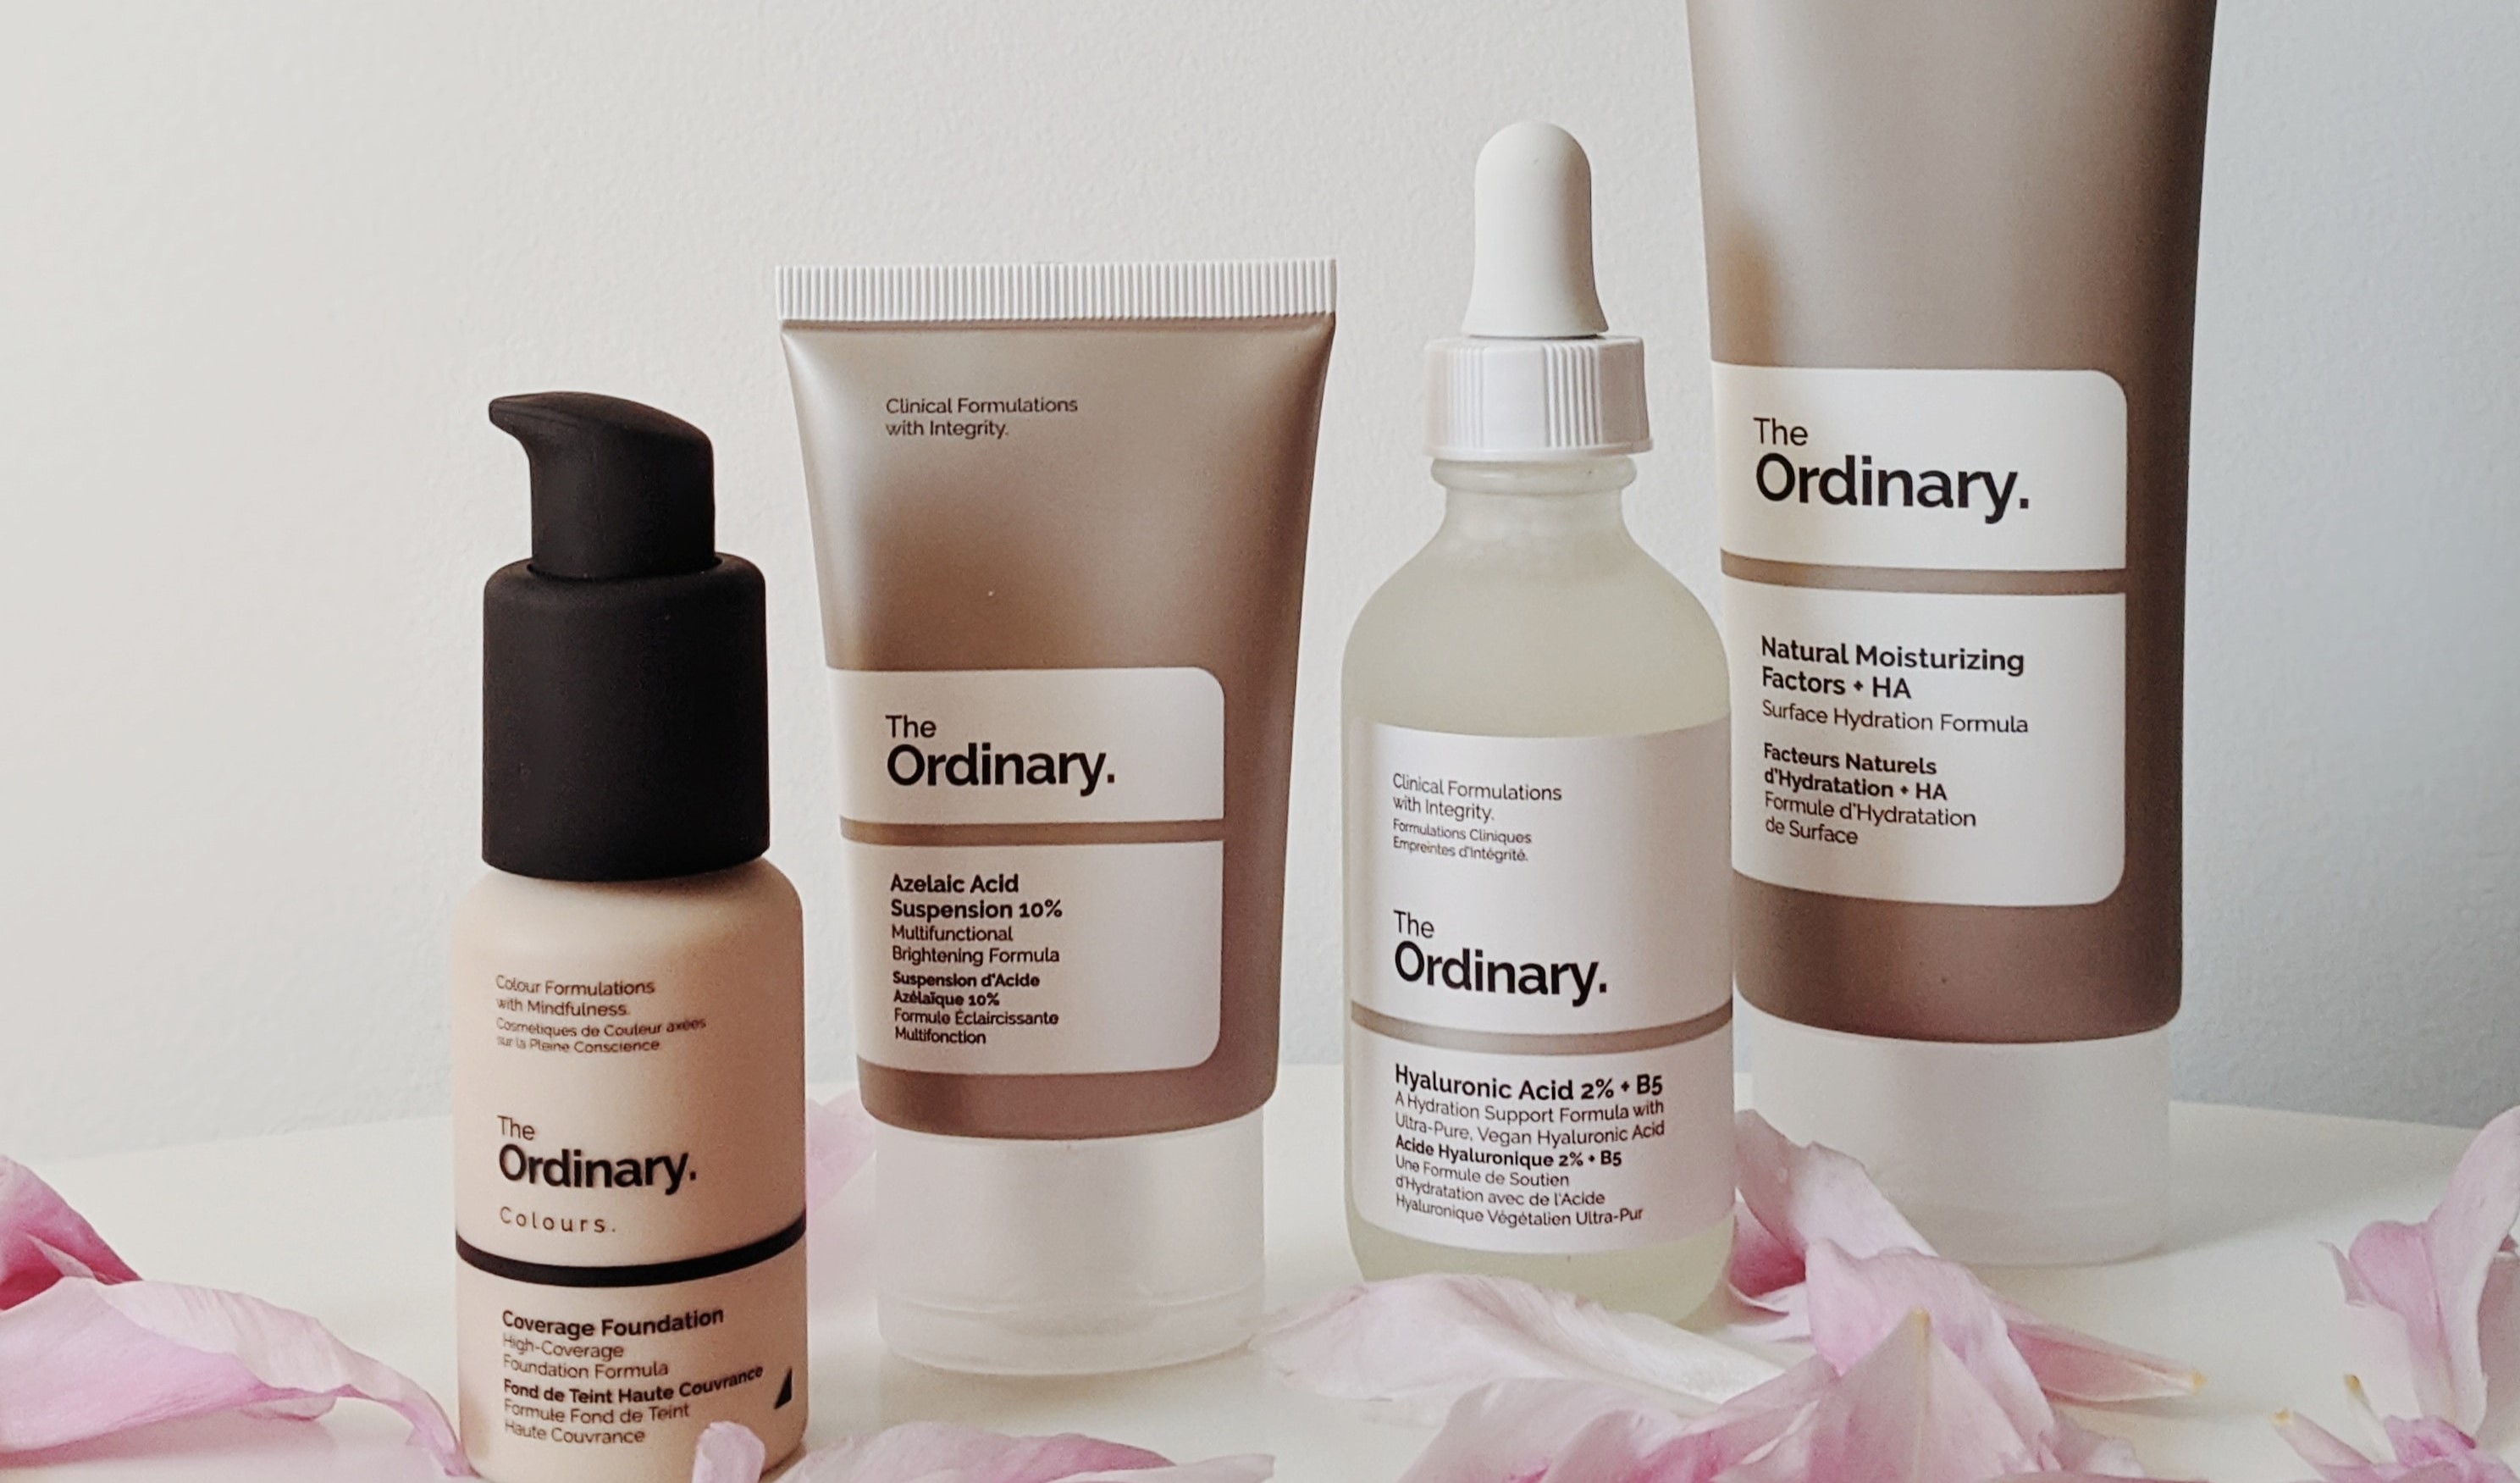 Colour Formulations
with Mindfulness.
Cosmétiques de Couleur axées
sur la Pleine Conscience.
The
Ordinary.
Colours.
Coverage Foundation
High-Coverage
Foundation Formula
Fond de Teint Haute Couvrance
Formule Fond de Teint
Haute Couvrance
Clinical Formulations
with Integrity.
The
Ordinary.
Azelaic Acid
Suspension 10%
Multifunctional
Brightening Formula
Suspension d'Acide
Azélaïque 10%
Formule Éclaircissante
Multifonction
Clinical Formulations
with Integrity.
Formulations Cliniques
Empreintes d'Intégrité.
The
Ordinary.
Hyaluronic Acid 2% + B5
A Hydration Support Formula with
Ultra-Pure, Vegan Hyaluronic Acid
Acide Hyaluronique 2% + B5
Une Formule de Soutien
d'Hydratation avec de l'Acide
Hyaluronique Végétalien Ultra-Pur
The
Ordinary.
Natural Moisturizing
Factors + HA
Surface Hydration Formula
Facteurs Naturels
d'Hydratation + HA
Formule d'Hydratation
de Surface